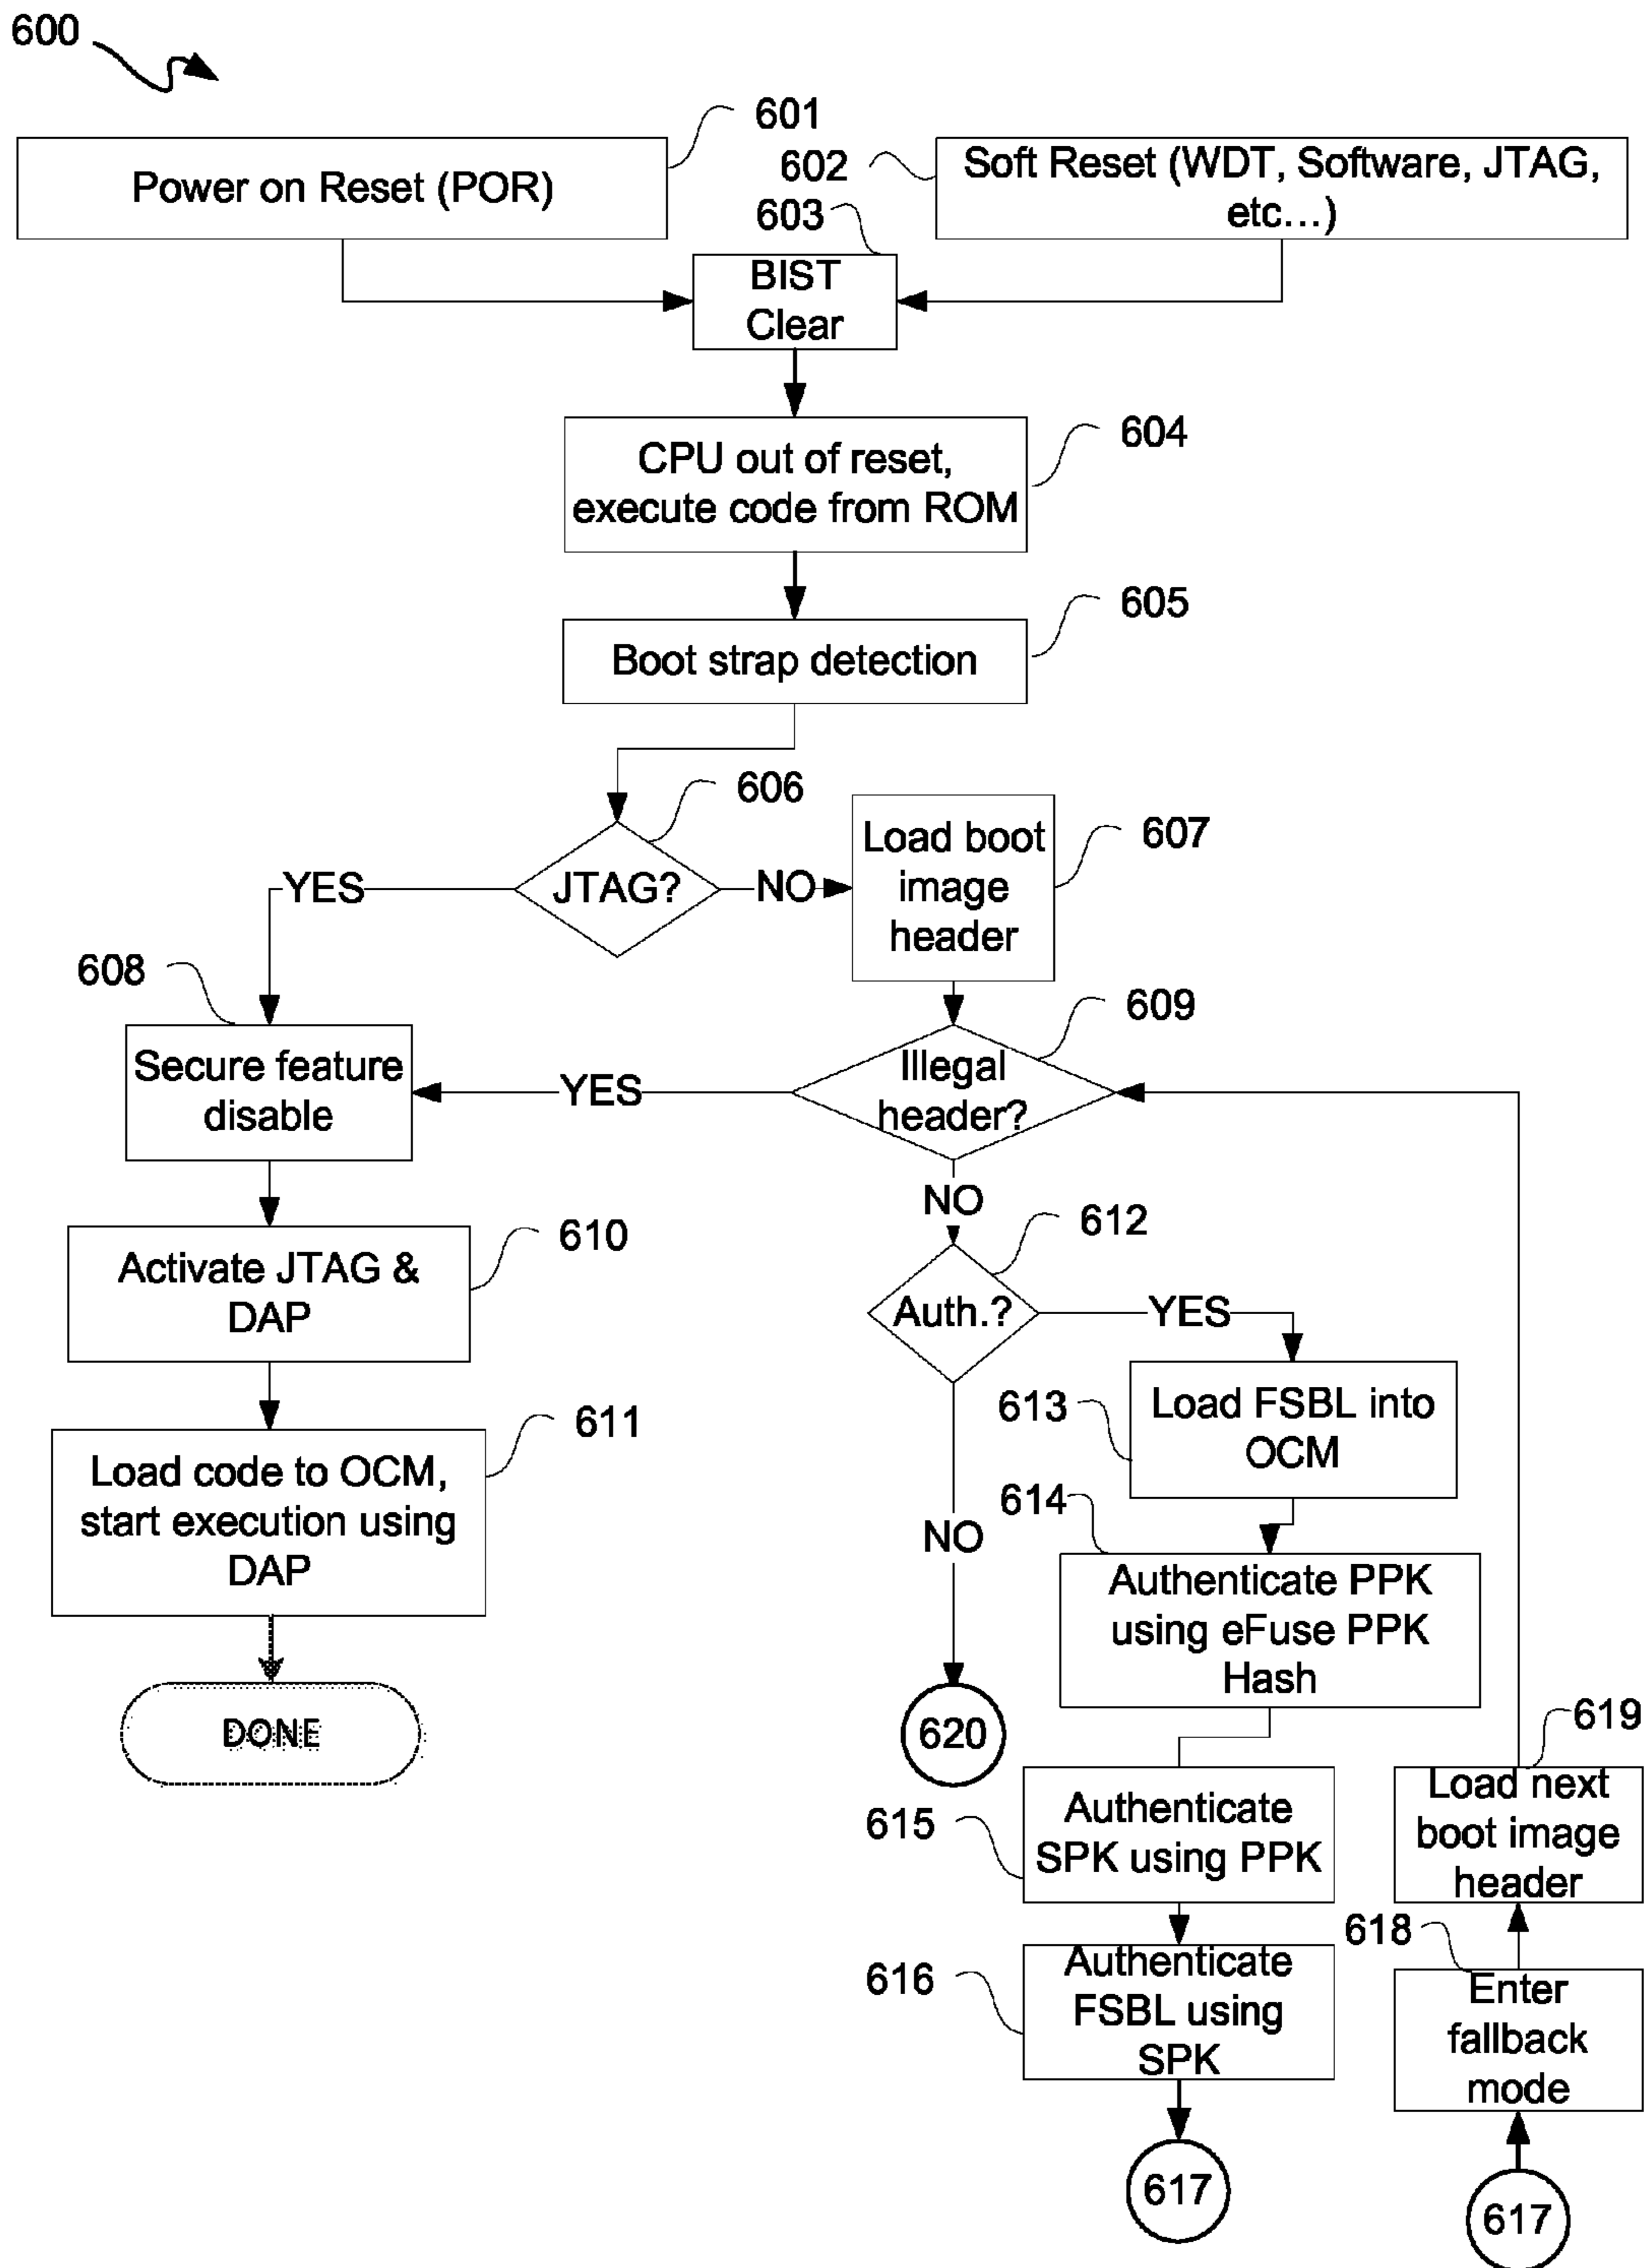 600
601
Power on Reset (POR)
602
Soft Reset (WDT, Software, JTAG,
etc...)
603
BIST
Clear
604
CPU out of reset,
execute code from ROM
605
Boot strap detection
606
JTAG?
YES
NO
607
Load boot
image
header
608
Secure feature
disable
609
Illegal
header?
YES
NO
610
Activate JTAG &
DAP
611
Load code to OCM,
start execution using
DAP
DONE
612
Auth.?
YES
NO
613
Load FSBL into
OCM
614
Authenticate PPK
using eFuse PPK
Hash
620
615
Authenticate
SPK using PPK
616
Authenticate
FSBL using
SPK
617
619
Load next
boot image
header
618
Enter
fallback
mode
617